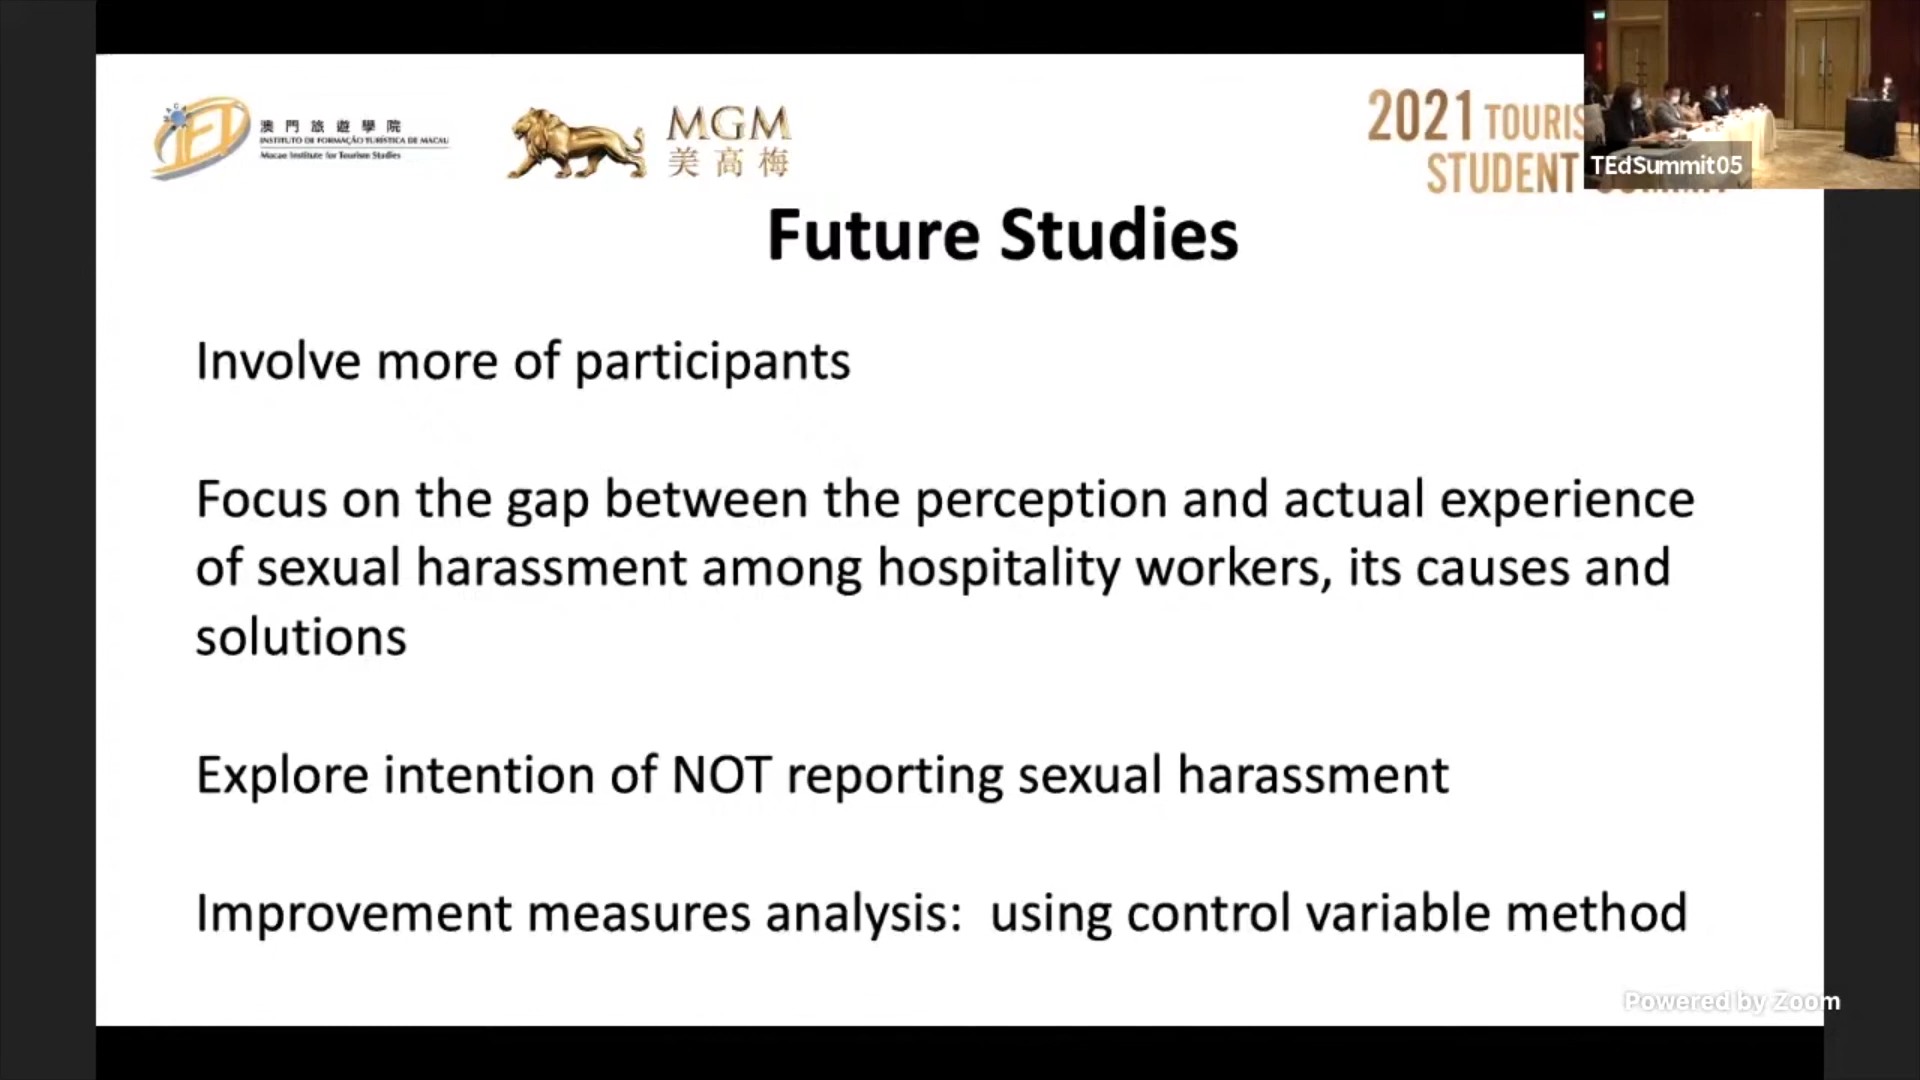 澳門旅遊學院
INSTITUTO DE FORMAÇÃO TURÍSTICA DE MACAU
Macao Institute for Tourism Studies
MGM
美高梅
2021 TOURIS
STUDENT
TEdSummit05
Future Studies
Involve more of participants
Focus on the gap between the perception and actual experience
of sexual harassment among hospitality workers, its causes and
solutions
Explore intention of NOT reporting sexual harassment
Improvement measures analysis:  using control variable method
Powered by Zoom